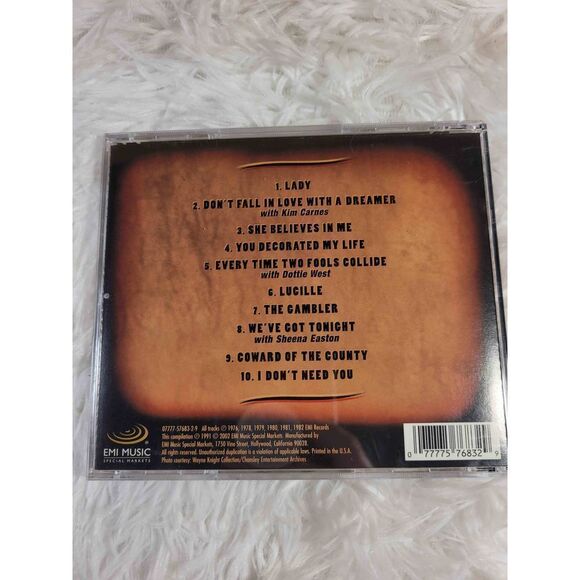 1. LADY
2. DON'T FALL IN LOVE WITH A DREAMER
with Kim Carnes
3. SHE BELIEVES IN ME
4. YOU DECORATED MY LIFE
5. EVERY TIME TWO FOOLS COLLIDE
with Dottie West
6. LUCILLE
7. THE GAMBLER
8. WE'VE GOT TONIGHT
with Sheena Easton
9. COWARD OF THE COUNTY
10. I DON'T NEED YOU
EMI MUSIC
SPECIAL MARKETS
07777-57683-2-9 All tracks ℗ 1976, 1978, 1979, 1980, 1981, 1982 EMI Records
This compilation ℗ 1991 © 2002 EMI Music Special Markets. Manufactured by
EMI Music Special Markets, 1750 Vine Street, Hollywood, California 90028.
All rights reserved. Unauthorized duplication is a violation of applicable laws. Printed in the U.S.A.
Photo courtesy: Wayne Knight Collection/Chansley Entertainment Archives.
0 77775 76832 9